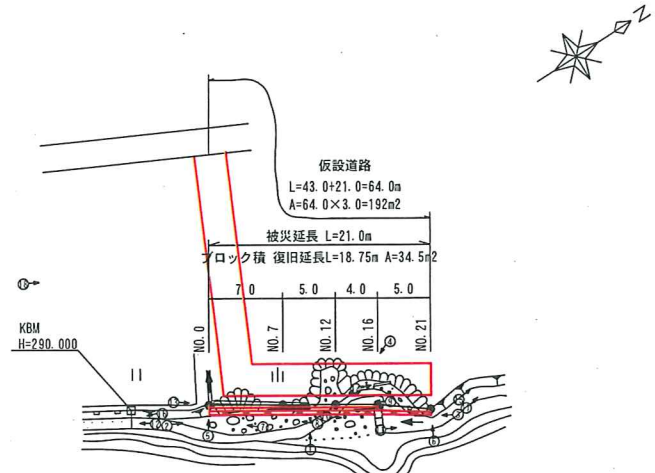 N
仮設道路
L=43.0+21.0=64.0m
A=64.0×3.0=192m2
被災延長 L=21.0m
ブロック積 復旧延長L=18.75m A=34.5m2
7.0 5.0 4.0 5.0
NO.0 NO.7 NO.12 NO.16 NO.21
⑱
④
KBM
H=290.000